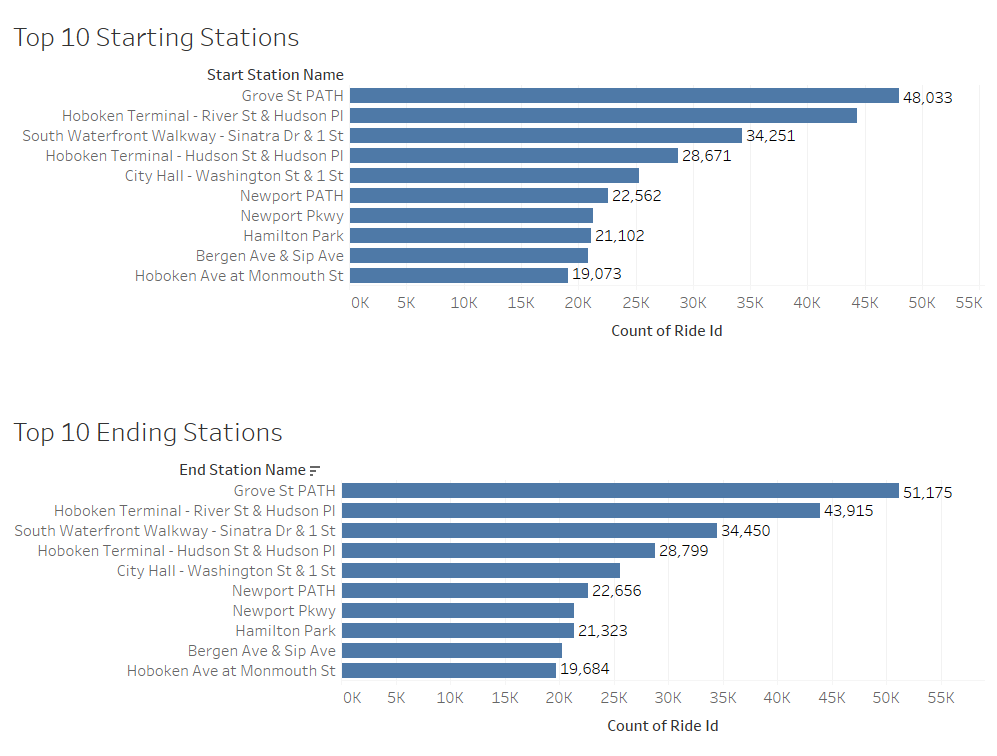 Top 10 Starting Stations
Start Station Name
Grove St PATH 48,033
Hoboken Terminal - River St & Hudson Pl
South Waterfront Walkway - Sinatra Dr & 1 St 34,251
Hoboken Terminal - Hudson St & Hudson Pl 28,671
City Hall - Washington St & 1 St
Newport PATH 22,562
Newport Pkwy
Hamilton Park 21,102
Bergen Ave & Sip Ave
Hoboken Ave at Monmouth St 19,073
0K 5K 10K 15K 20K 25K 30K 35K 40K 45K 50K 55K
Count of Ride Id
Top 10 Ending Stations
End Station Name
Grove St PATH 51,175
Hoboken Terminal - River St & Hudson Pl 43,915
South Waterfront Walkway - Sinatra Dr & 1 St 34,450
Hoboken Terminal - Hudson St & Hudson Pl 28,799
City Hall - Washington St & 1 St
Newport PATH 22,656
Newport Pkwy
Hamilton Park 21,323
Bergen Ave & Sip Ave
Hoboken Ave at Monmouth St 19,684
0K 5K 10K 15K 20K 25K 30K 35K 40K 45K 50K 55K
Count of Ride Id